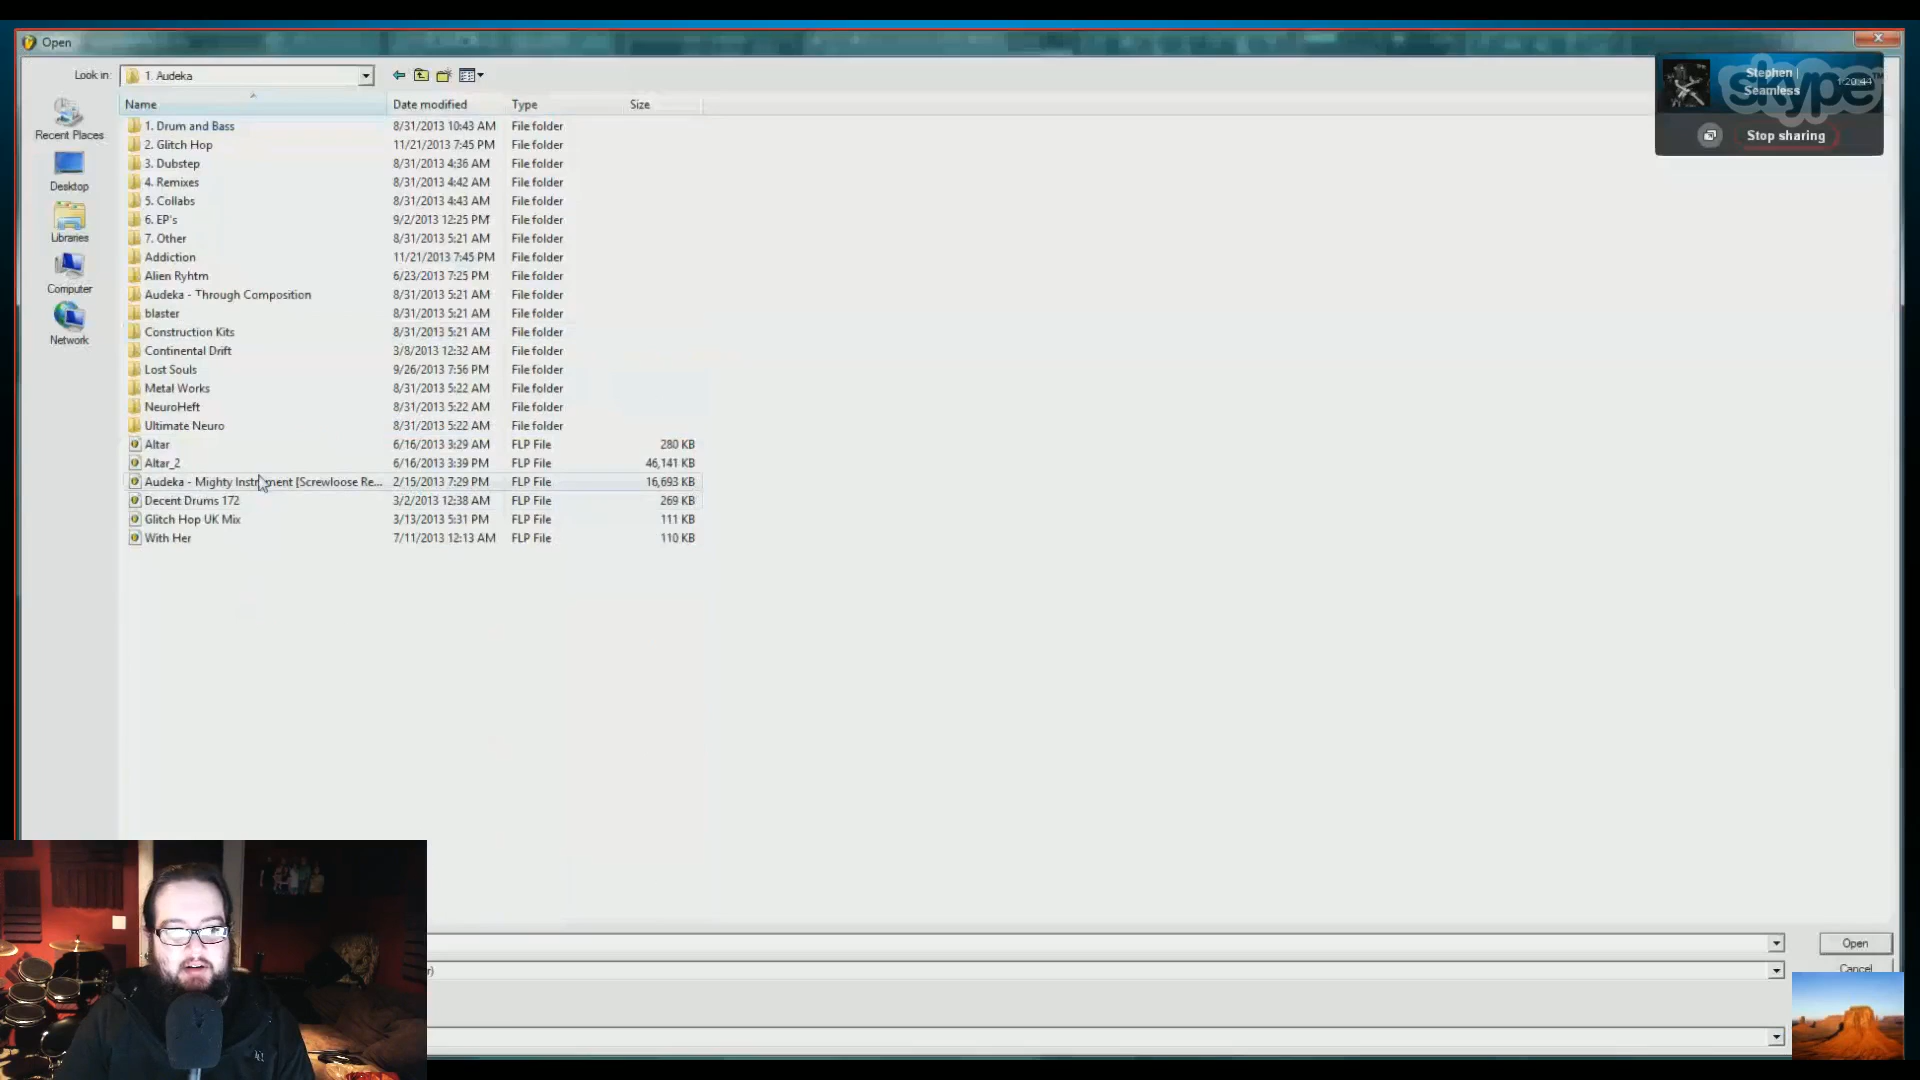 Open
Look in: 1. Audeka
Stephen |
Seamless
skype™
1:20:44
Stop sharing
Name Date modified Type Size
Recent Places
Desktop
Libraries
Computer
Network
1. Drum and Bass 8/31/2013 10:43 AM File folder
2. Glitch Hop 11/21/2013 7:45 PM File folder
3. Dubstep 8/31/2013 4:36 AM File folder
4. Remixes 8/31/2013 4:42 AM File folder
5. Collabs 8/31/2013 4:43 AM File folder
6. EP's 9/2/2013 12:25 PM File folder
7. Other 8/31/2013 5:21 AM File folder
Addiction 11/21/2013 7:45 PM File folder
Alien Ryhtm 6/23/2013 7:25 PM File folder
Audeka - Through Composition 8/31/2013 5:21 AM File folder
blaster 8/31/2013 5:21 AM File folder
Construction Kits 8/31/2013 5:21 AM File folder
Continental Drift 3/8/2013 12:32 AM File folder
Lost Souls 9/26/2013 7:56 PM File folder
Metal Works 8/31/2013 5:22 AM File folder
NeuroHeft 8/31/2013 5:22 AM File folder
Ultimate Neuro 8/31/2013 5:22 AM File folder
Altar 6/16/2013 3:29 AM FLP File 280 KB
Altar_2 6/16/2013 3:39 PM FLP File 46,141 KB
Audeka - Mighty Instrument [Screwloose Re... 2/15/2013 7:29 PM FLP File 16,693 KB
Decent Drums 172 3/2/2013 12:38 AM FLP File 269 KB
Glitch Hop UK Mix 3/13/2013 5:31 PM FLP File 111 KB
With Her 7/11/2013 12:13 AM FLP File 110 KB
Open
r)
Cancel